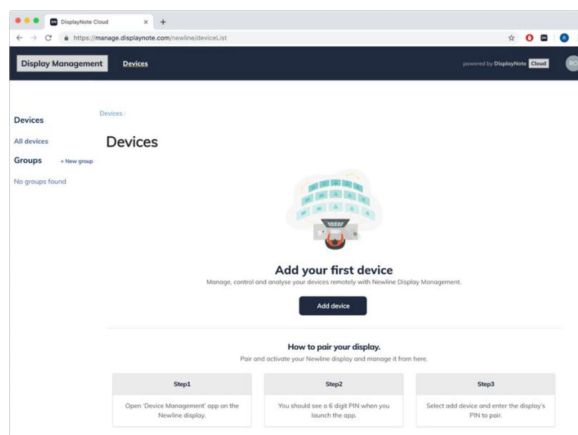 DisplayNote Cloud
https://manage.displaynote.com/newline/deviceList
Display Management
Devices
powered by DisplayNote Cloud
Devices
All devices
Groups
+ New group
No groups found
Devices
Devices
Add your first device
Manage, control and analyse your devices remotely with Newline Display Management.
Add device
How to pair your display.
Pair and activate your Newline display and manage it from here.
Step1
Open 'Device Management' app on the
Newline display.
Step2
You should see a 6 digit PIN when you
launch the app.
Step3
Select add device and enter the display's
PIN to pair.